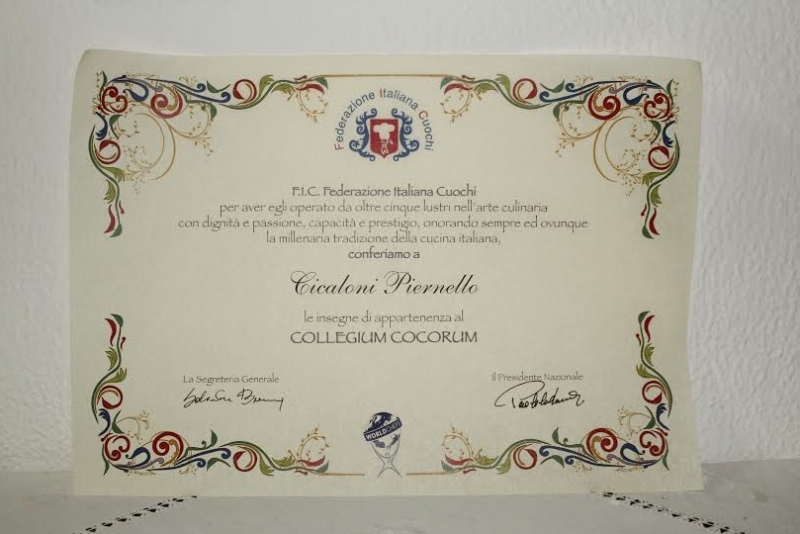 Federazione Italiana Cuochi
F.I.C. Federazione Italiana Cuochi
per aver egli operato da oltre cinque lustri nell'arte culinaria
con dignità e passione, capacità e prestigio, onorando sempre ed ovunque
la millenaria tradizione della cucina italiana,
conferiamo a
Cicaloni Piernello
le insegne di appartenenza al
COLLEGIUM COCORUM
La Segreteria Generale
Il Presidente Nazionale
WORLDCHEFS